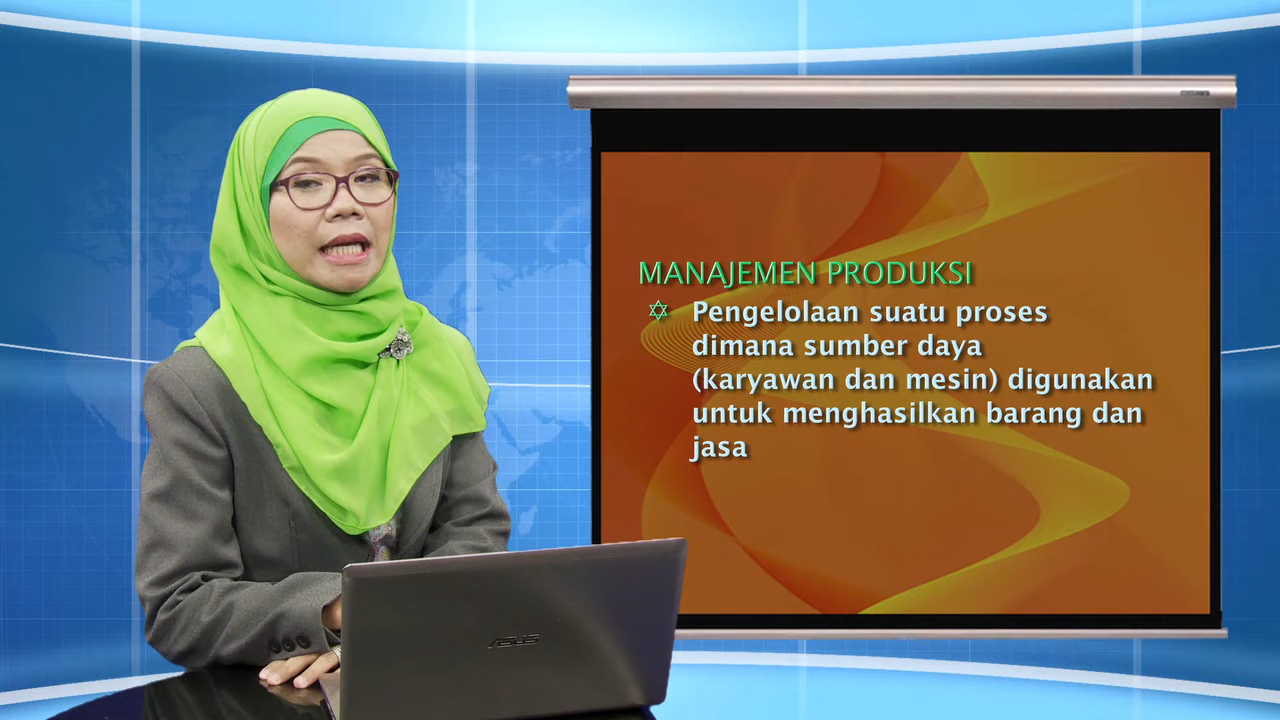 MANAJEMEN PRODUKSI
Pengelolaan suatu proses
dimana sumber daya
(karyawan dan mesin) digunakan
untuk menghasilkan barang dan
jasa
ASUS